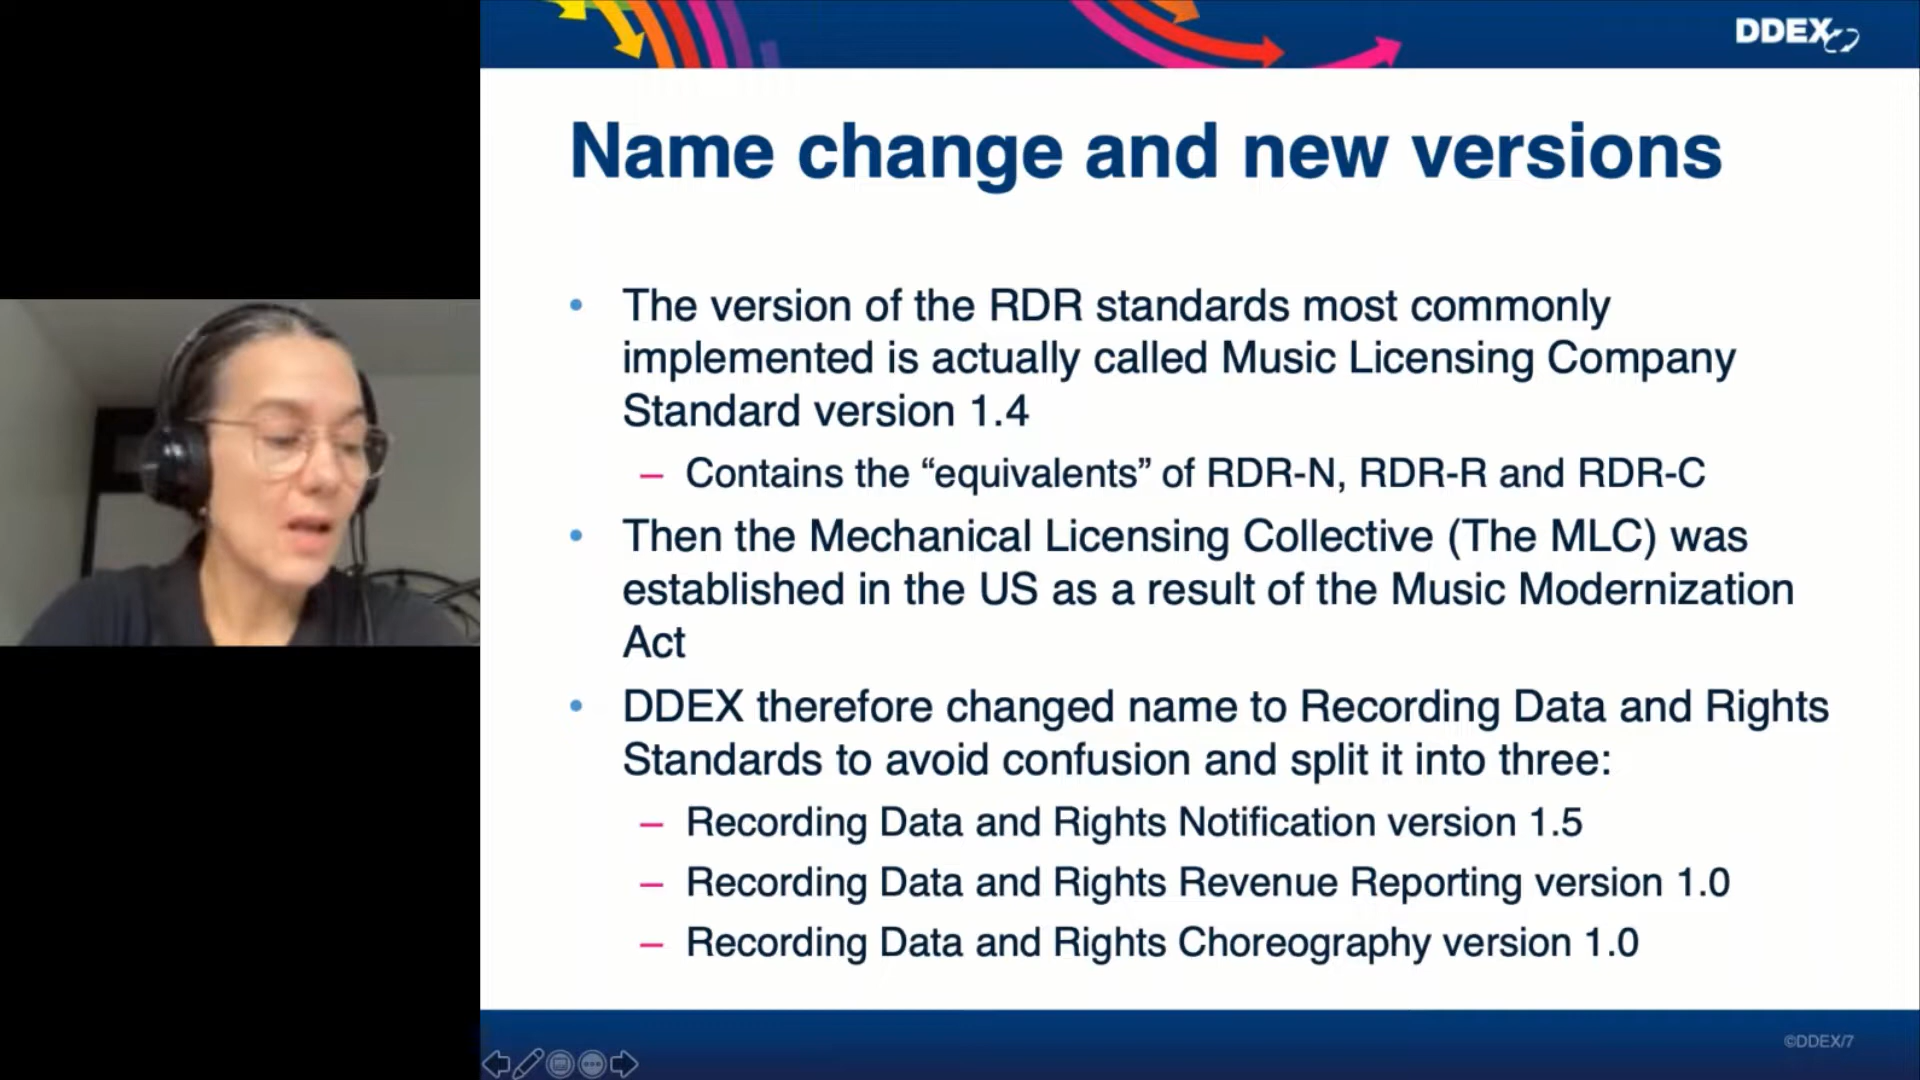 DDEX
Name change and new versions
• The version of the RDR standards most commonly
implemented is actually called Music Licensing Company
Standard version 1.4
– Contains the “equivalents” of RDR-N, RDR-R and RDR-C
• Then the Mechanical Licensing Collective (The MLC) was
established in the US as a result of the Music Modernization
Act
• DDEX therefore changed name to Recording Data and Rights
Standards to avoid confusion and split it into three:
– Recording Data and Rights Notification version 1.5
– Recording Data and Rights Revenue Reporting version 1.0
– Recording Data and Rights Choreography version 1.0
©DDEX/7